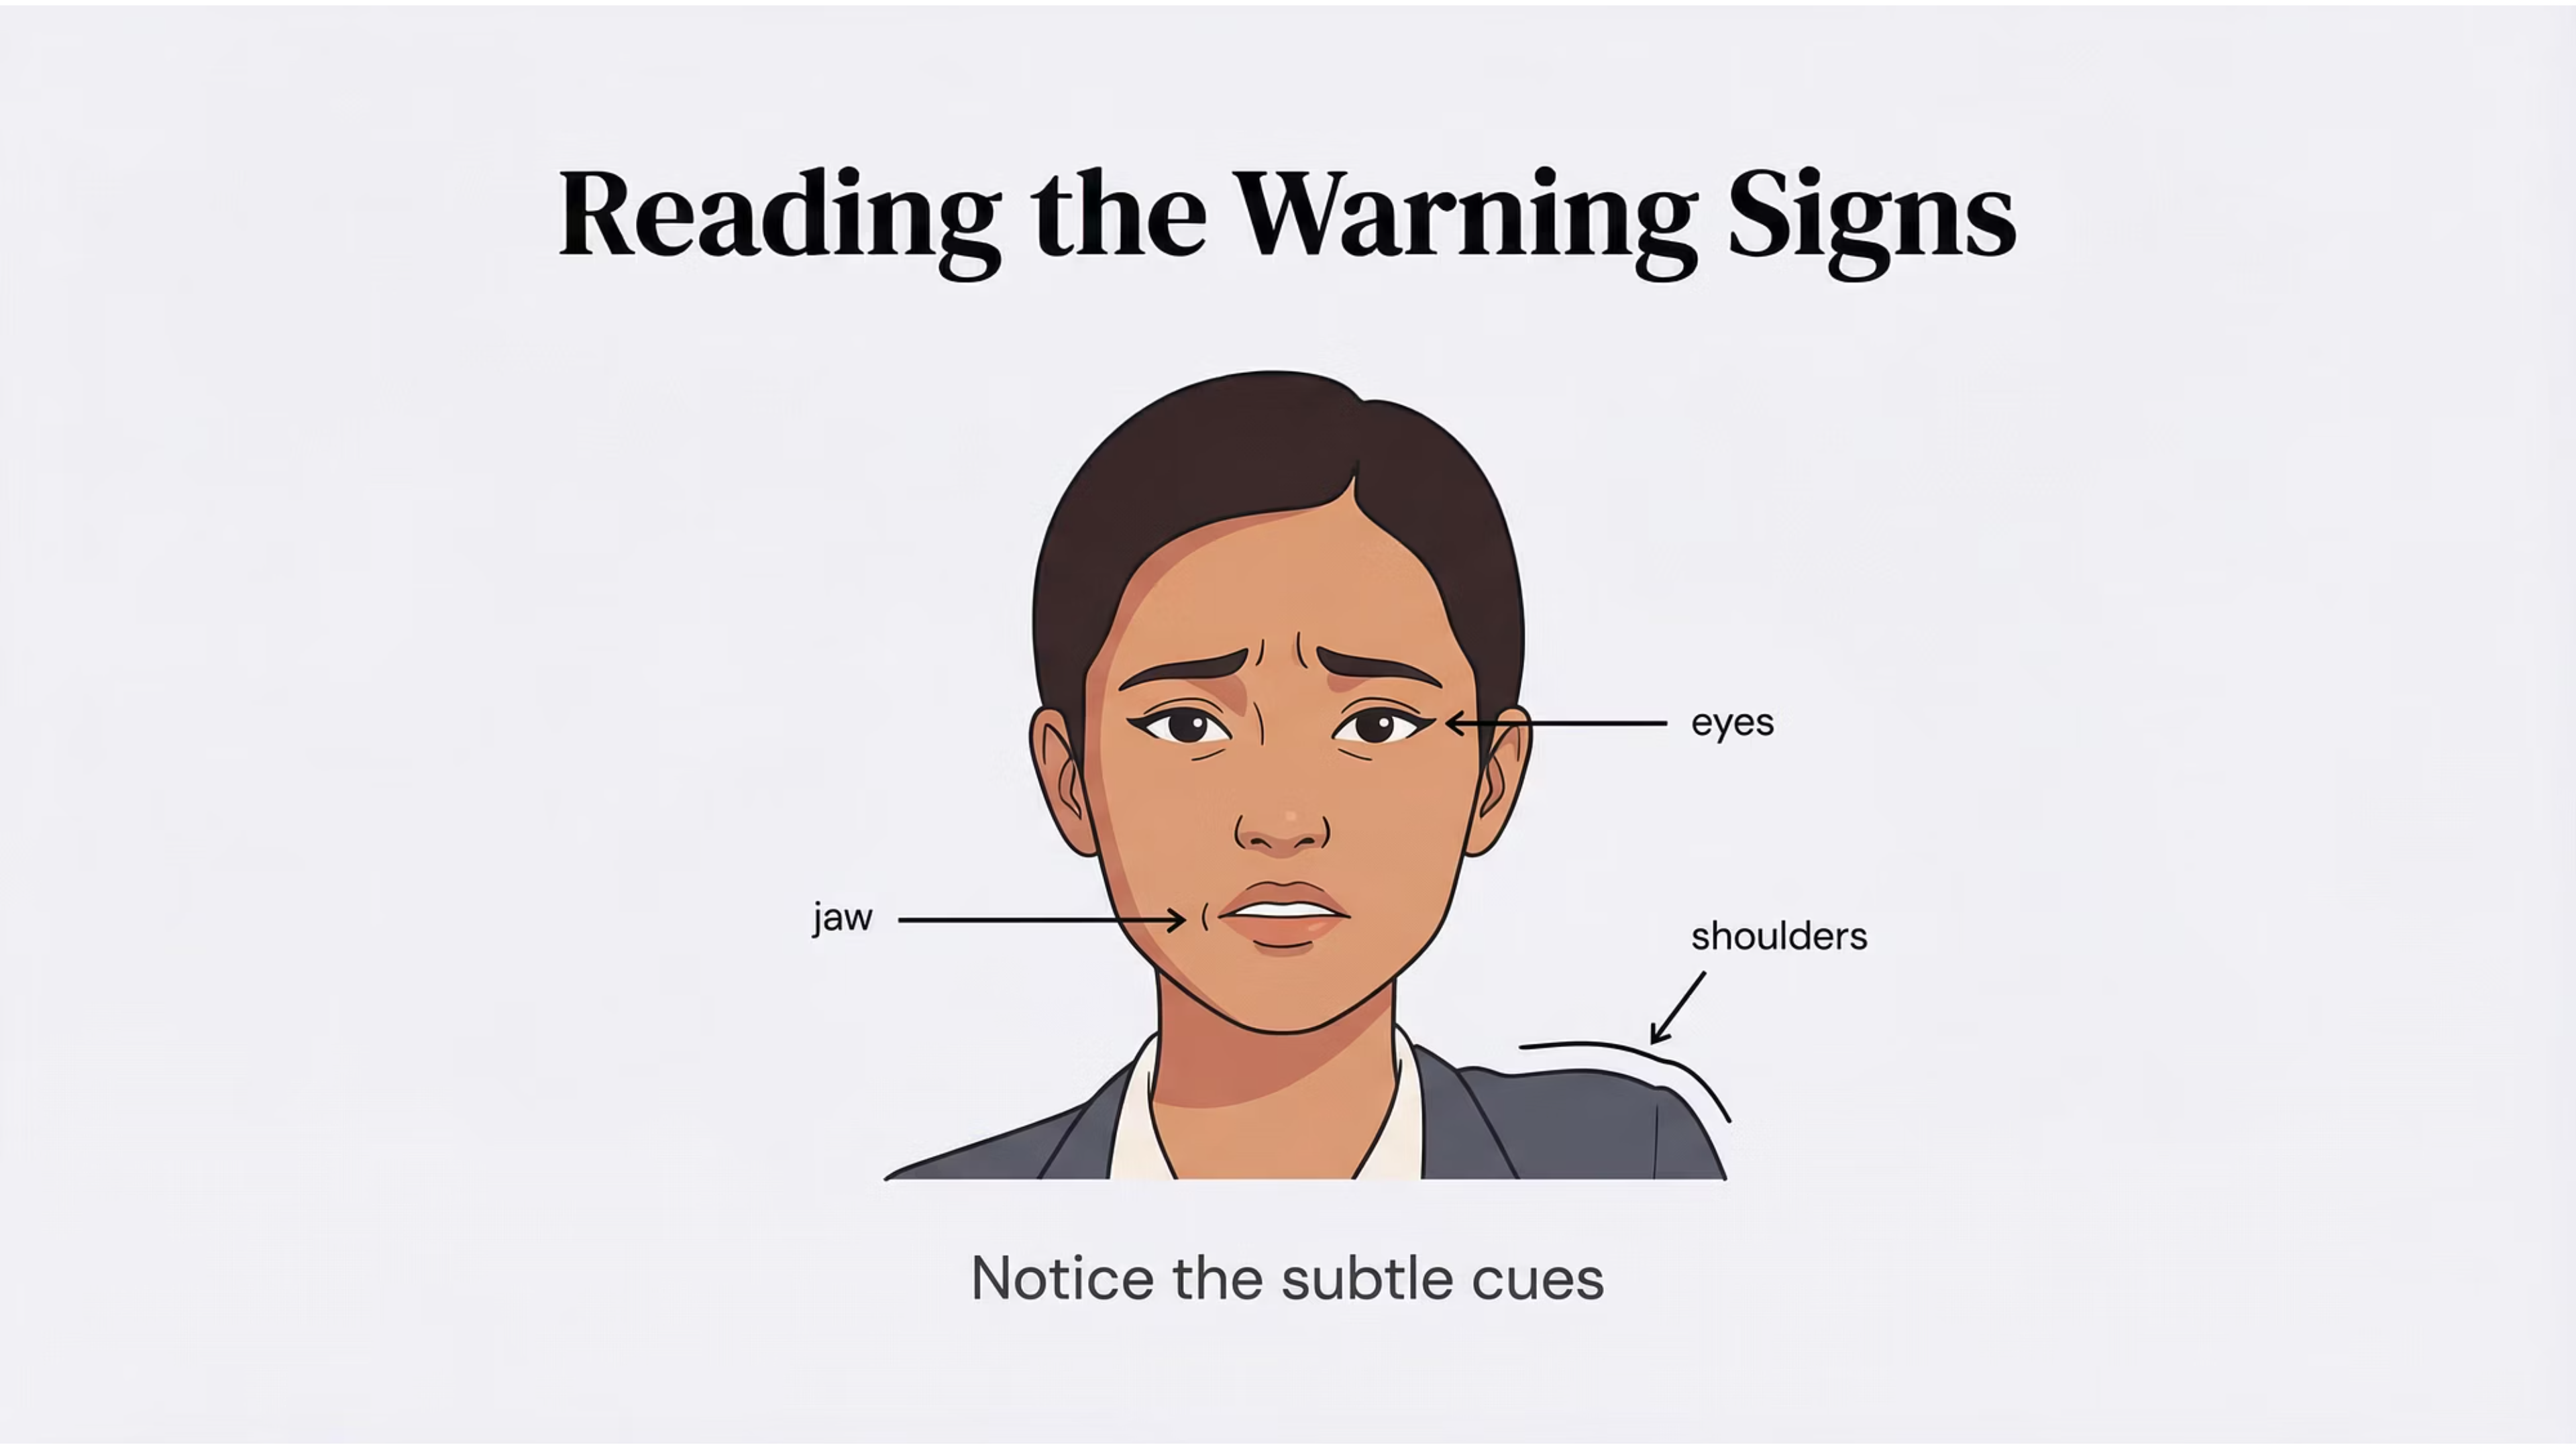 Reading the Warning Signs
eyes
jaw
shoulders
Notice the subtle cues